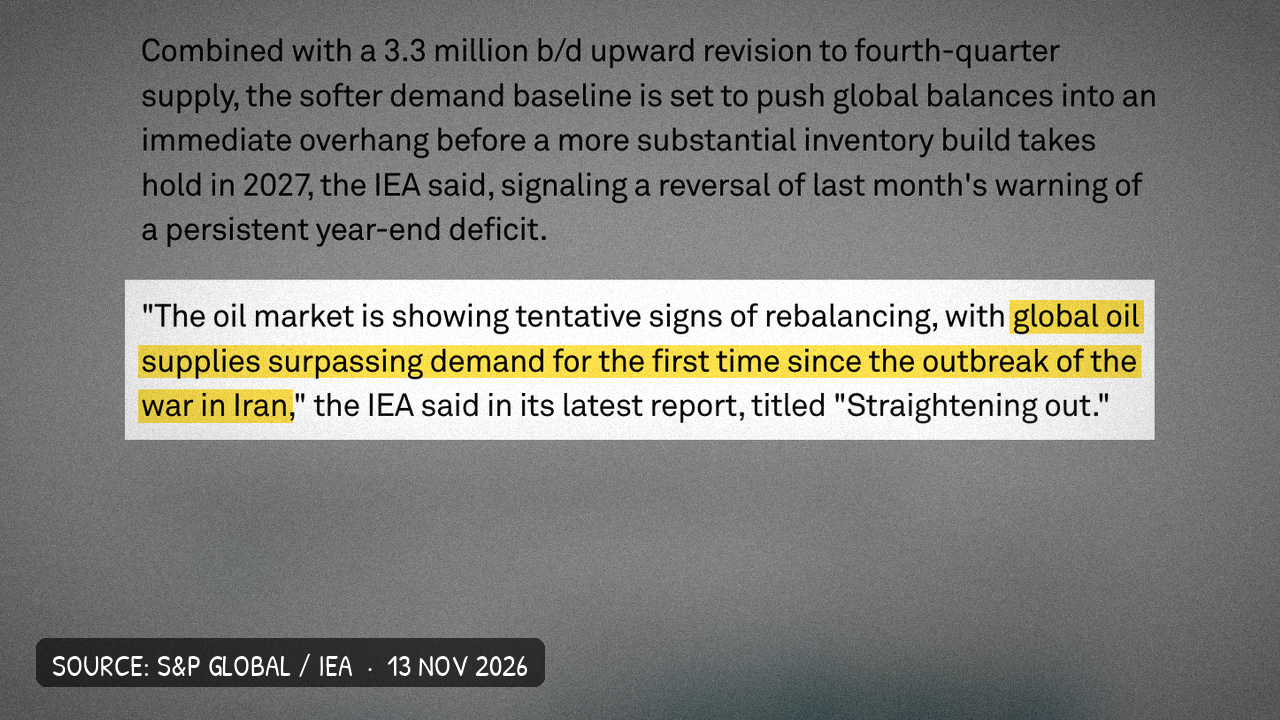 Combined with a 3.3 million b/d upward revision to fourth-quarter
supply, the softer demand baseline is set to push global balances into an
immediate overhang before a more substantial inventory build takes
hold in 2027, the IEA said, signaling a reversal of last month's warning of
a persistent year-end deficit.
"The oil market is showing tentative signs of rebalancing, with global oil
supplies surpassing demand for the first time since the outbreak of the
war in Iran," the IEA said in its latest report, titled "Straightening out."
SOURCE: S&P GLOBAL / IEA · 13 NOV 2026